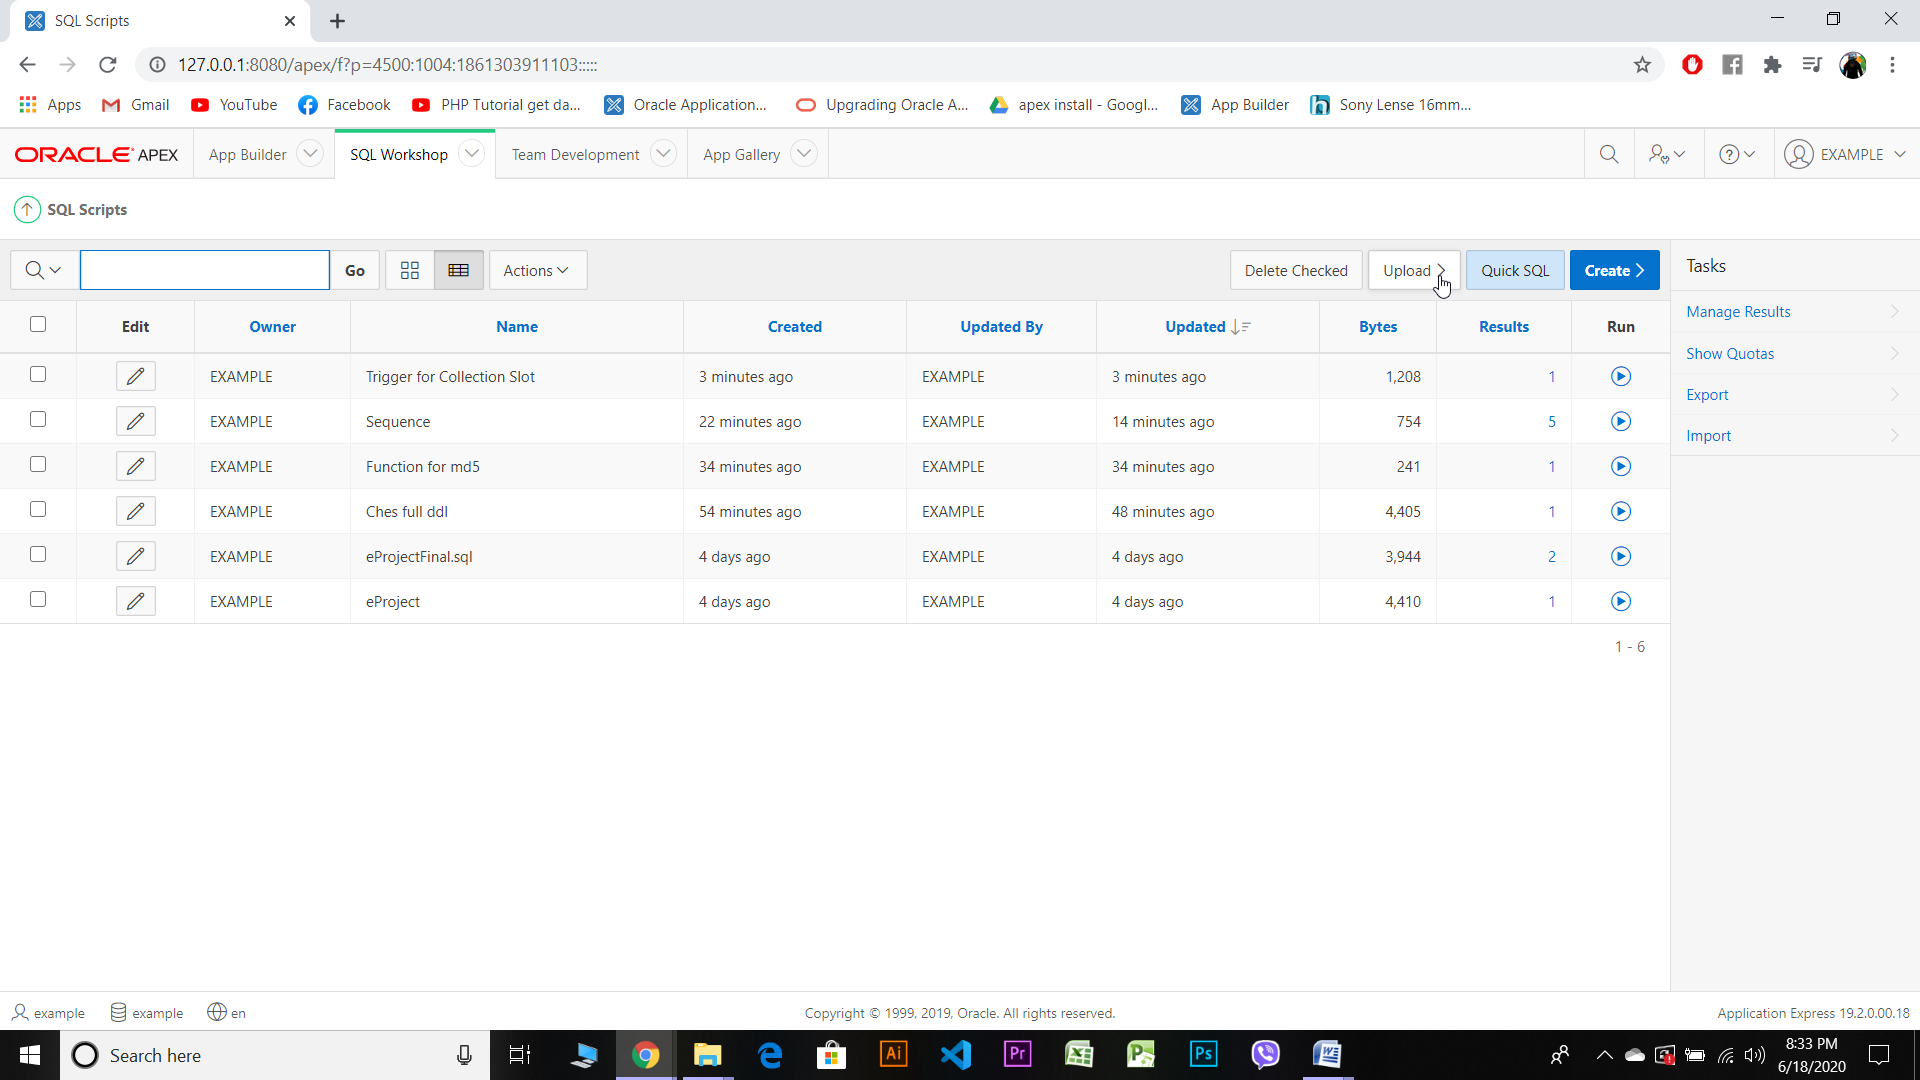 SQL Scripts
127.0.0.1:8080/apex/f?p=4500:1004:1861303911103:::::
Apps Gmail YouTube Facebook PHP Tutorial get da... Oracle Application... Upgrading Oracle A... apex install - Googl... App Builder Sony Lense 16mm...
ORACLE APEX App Builder SQL Workshop Team Development App Gallery EXAMPLE
SQL Scripts
Go Actions Delete Checked Upload Quick SQL Create
Tasks
Manage Results
Show Quotas
Export
Import
Edit Owner Name Created Updated By Updated Bytes Results Run
EXAMPLE Trigger for Collection Slot 3 minutes ago EXAMPLE 3 minutes ago 1,208 1
EXAMPLE Sequence 22 minutes ago EXAMPLE 14 minutes ago 754 5
EXAMPLE Function for md5 34 minutes ago EXAMPLE 34 minutes ago 241 1
EXAMPLE Ches full ddl 54 minutes ago EXAMPLE 48 minutes ago 4,405 1
EXAMPLE eProjectFinal.sql 4 days ago EXAMPLE 4 days ago 3,944 2
EXAMPLE eProject 4 days ago EXAMPLE 4 days ago 4,410 1
1 - 6
example example en Copyright © 1999, 2019, Oracle. All rights reserved. Application Express 19.2.0.00.18
Search here Ai Pr Ps 8:33 PM
6/18/2020